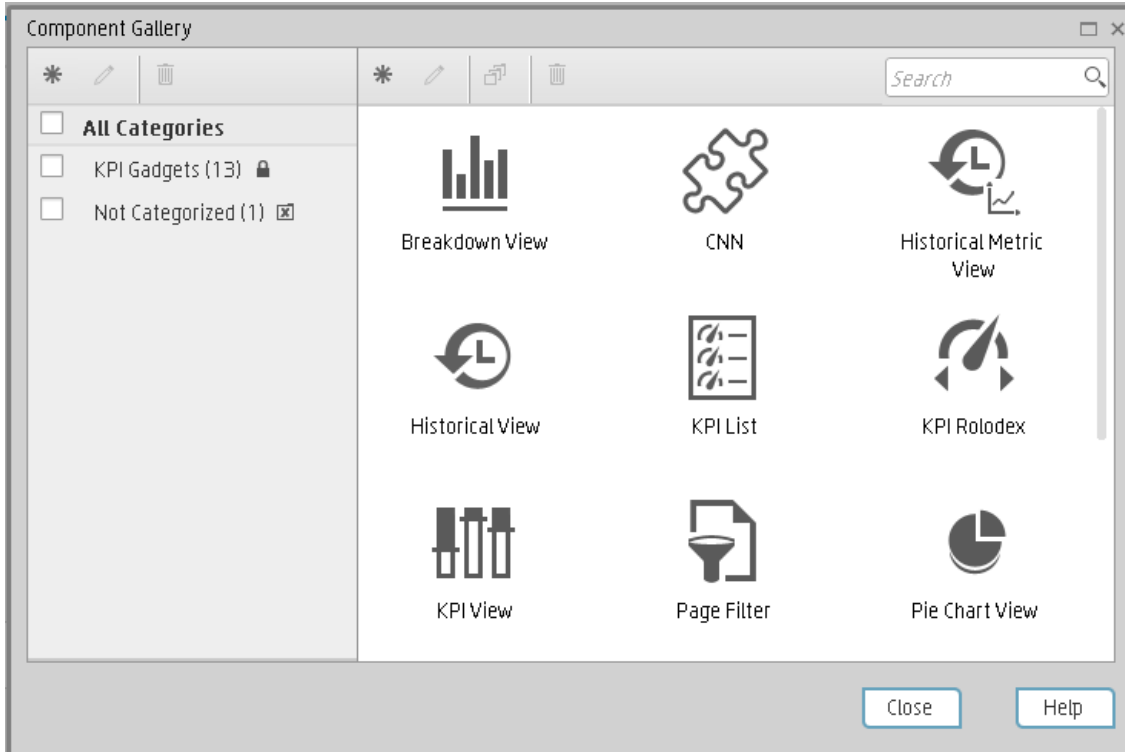 Component Gallery
Search
All Categories
KPI Gadgets (13)
Not Categorized (1)
Breakdown View
CNN
Historical Metric
View
Historical View
KPI List
KPI Rolodex
KPI View
Page Filter
Pie Chart View
Close
Help